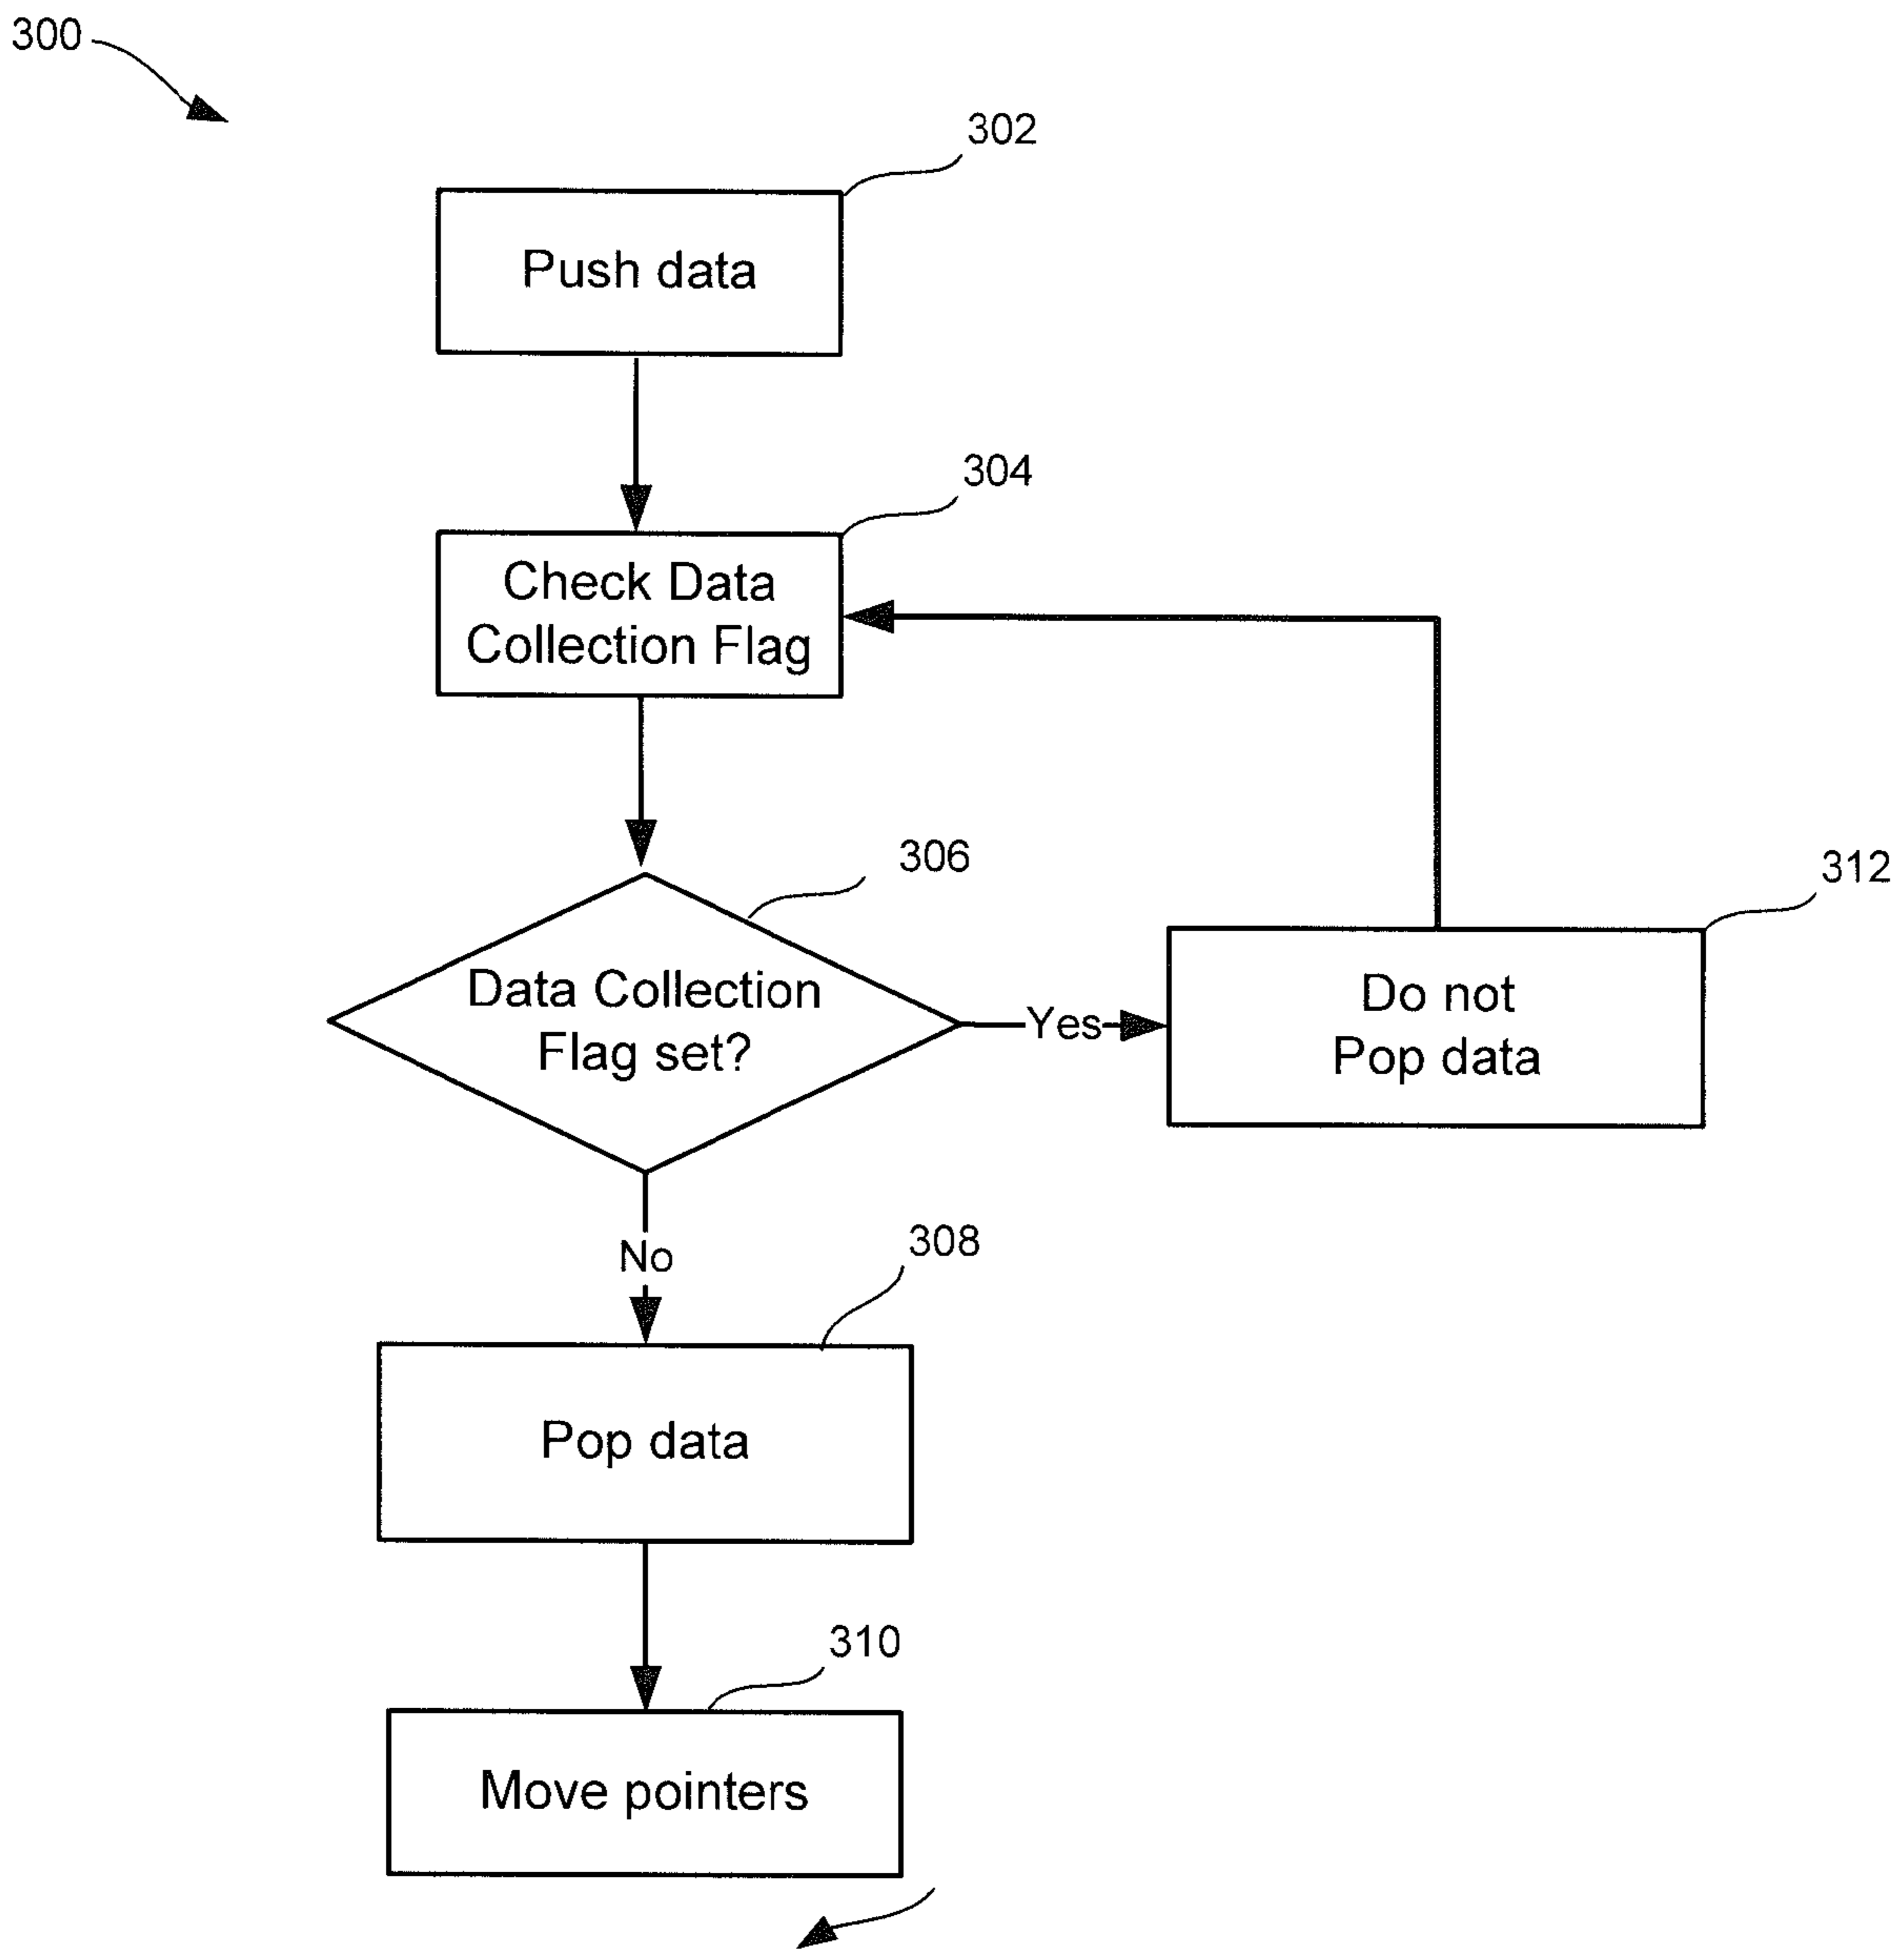 300
302
Push data
304
Check Data
Collection Flag
306
312
Data Collection
Flag set?
Yes
Do not
Pop data
No
308
Pop data
310
Move pointers